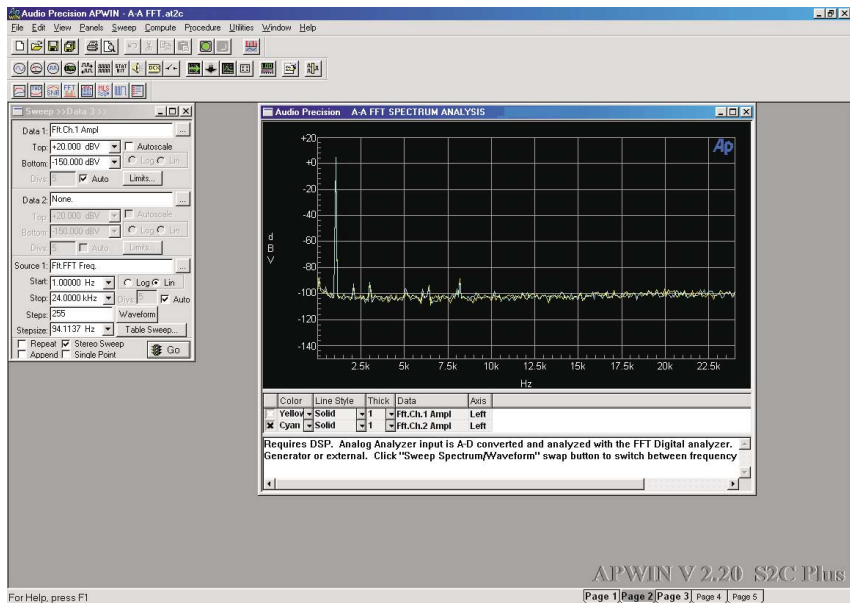 Audio Precision APWIN - A-A FFT.at2c
File Edit View Panels Sweep Compute Procedure Utilities Window Help
Sweep >>Data 3 >>
Data 1: Fft.Ch.1 Ampl ...
Top: +20.000 dBV Autoscale
Bottom: -150.000 dBV Log Lin
Divs: 5 Auto Limits...
Data 2: None. ...
Top: +20.000 dBV Autoscale
Bottom: -150.000 dBV Log Lin
Divs: 5 Auto Limits...
Source 1: Fft.FFT Freq. ...
Start: 1.00000 Hz Log Lin
Stop: 24.0000 kHz Divs: 5 Auto
Steps: 255 Waveform
Stepsize: 94.1137 Hz Table Sweep...
Repeat Stereo Sweep
Append Single Point
Go
Audio Precision A-A FFT SPECTRUM ANALYSIS
Ap
+20
+0
-20
-40
-60
-80
-100
-120
-140
dBV
2.5k 5k 7.5k 10k 12.5k 15k 17.5k 20k 22.5k
Hz
Color Line Style Thick Data Axis
Yellow Solid 1 Fft.Ch.1 Ampl Left
Cyan Solid 1 Fft.Ch.2 Ampl Left
Requires DSP. Analog Analyzer input is A-D converted and analyzed with the FFT Digital analyzer.
Generator or external. Click "Sweep Spectrum/Waveform" swap button to switch between frequency
APWIN V 2.20 S2C Plus
For Help, press F1
Page 1 Page 2 Page 3 Page 4 Page 5